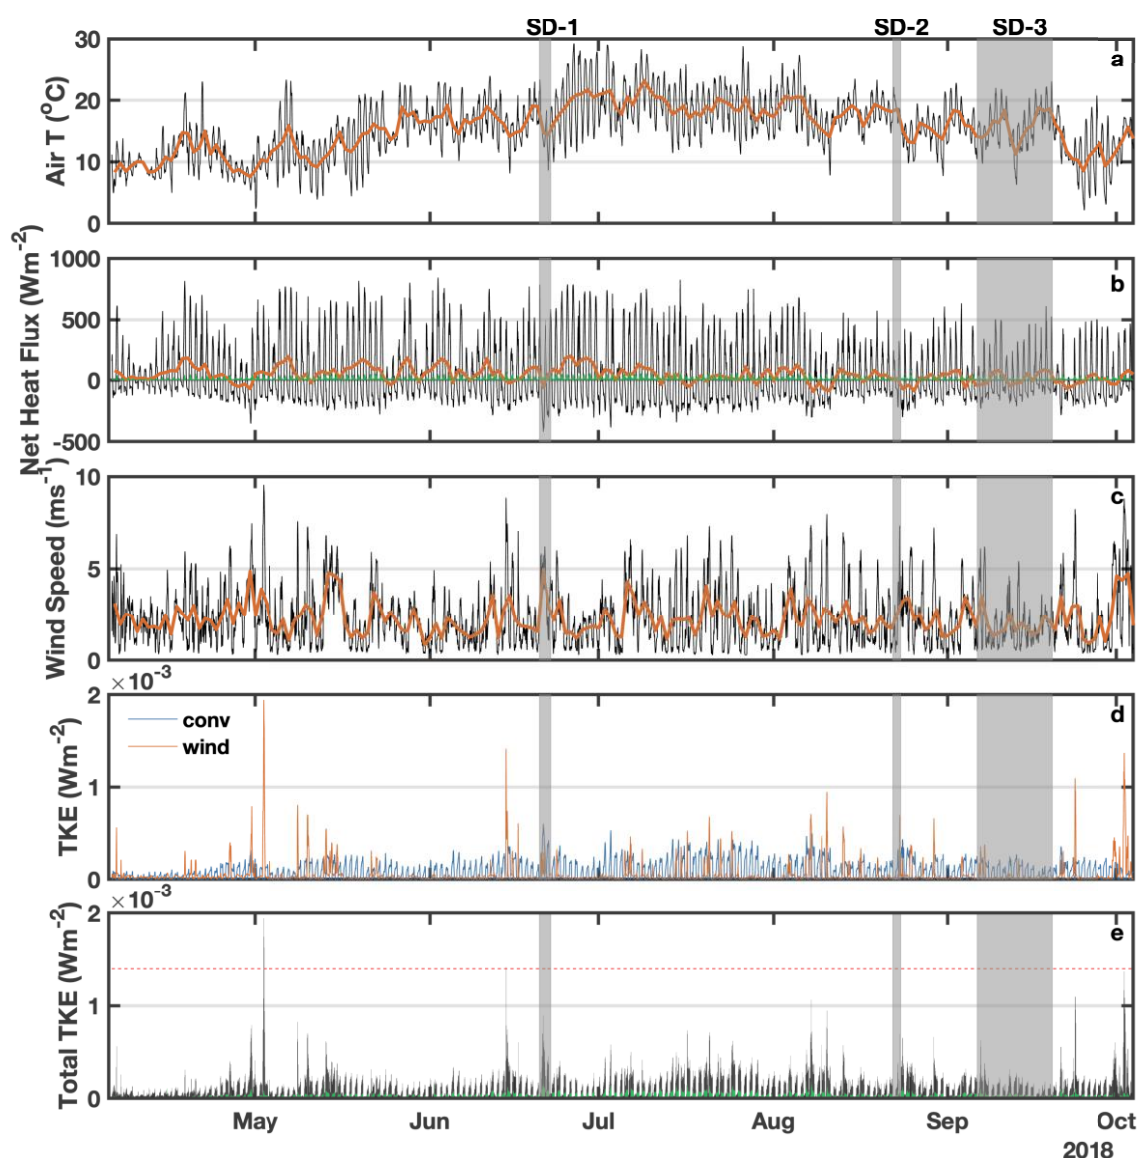 SD-1 SD-2 SD-3
a
Air T (°C)
30
20
10
0
b
Net Heat Flux (Wm-2)
1000
500
0
-500
c
Wind Speed (ms-1)
10
5
0
×10-3
d
TKE (Wm-2)
2
1
0
conv
wind
×10-3
e
Total TKE (Wm-2)
2
1
0
May Jun Jul Aug Sep Oct
2018